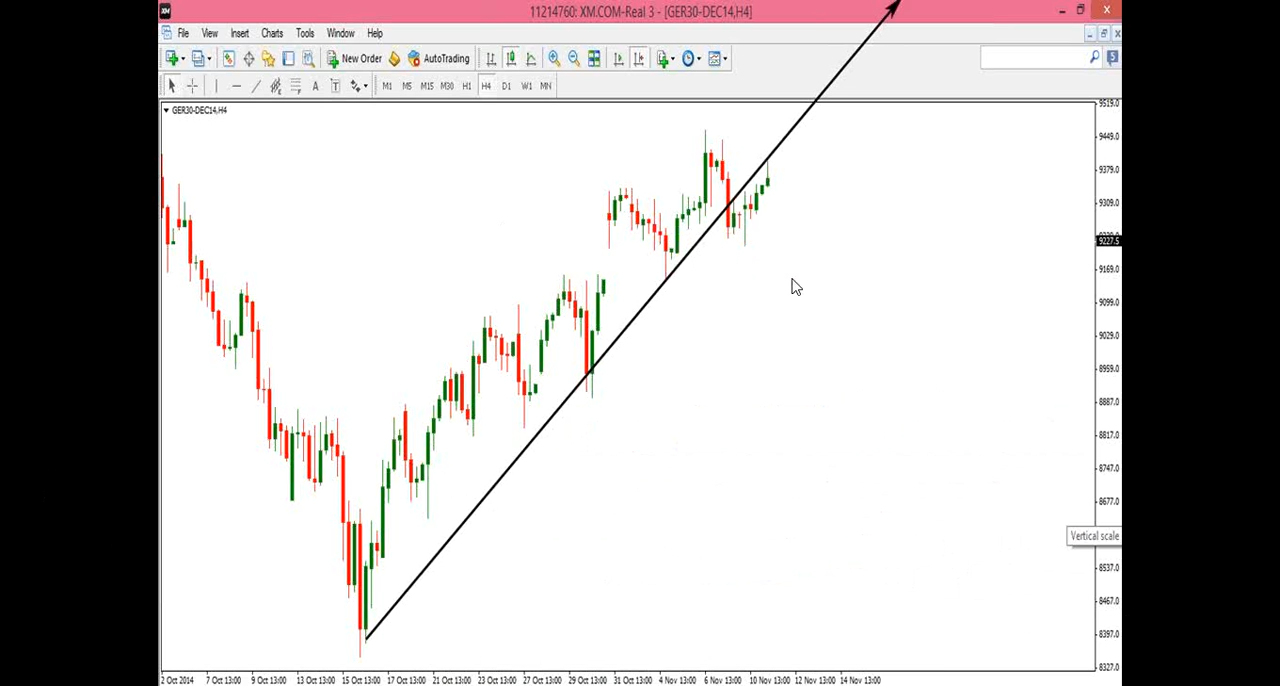 11214760: XM.COM-Real 3 - [GER30-DEC14,H4]
XM
File View Insert Charts Tools Window Help
New Order AutoTrading
5
A T M1 M5 M15 M30 H1 H4 D1 W1 MN
GER30-DEC14,H4
9519.0
9449.0
9379.0
9309.0
9227.5
9169.0
9099.0
9029.0
8959.0
8887.0
8817.0
8747.0
8677.0
Vertical scale
8537.0
8467.0
8397.0
8327.0
2 Oct 2014 7 Oct 13:00 9 Oct 13:00 13 Oct 13:00 15 Oct 13:00 17 Oct 13:00 21 Oct 13:00 23 Oct 13:00 27 Oct 13:00 29 Oct 13:00 31 Oct 13:00 4 Nov 13:00 6 Nov 13:00 10 Nov 13:00 12 Nov 13:00 14 Nov 13:00